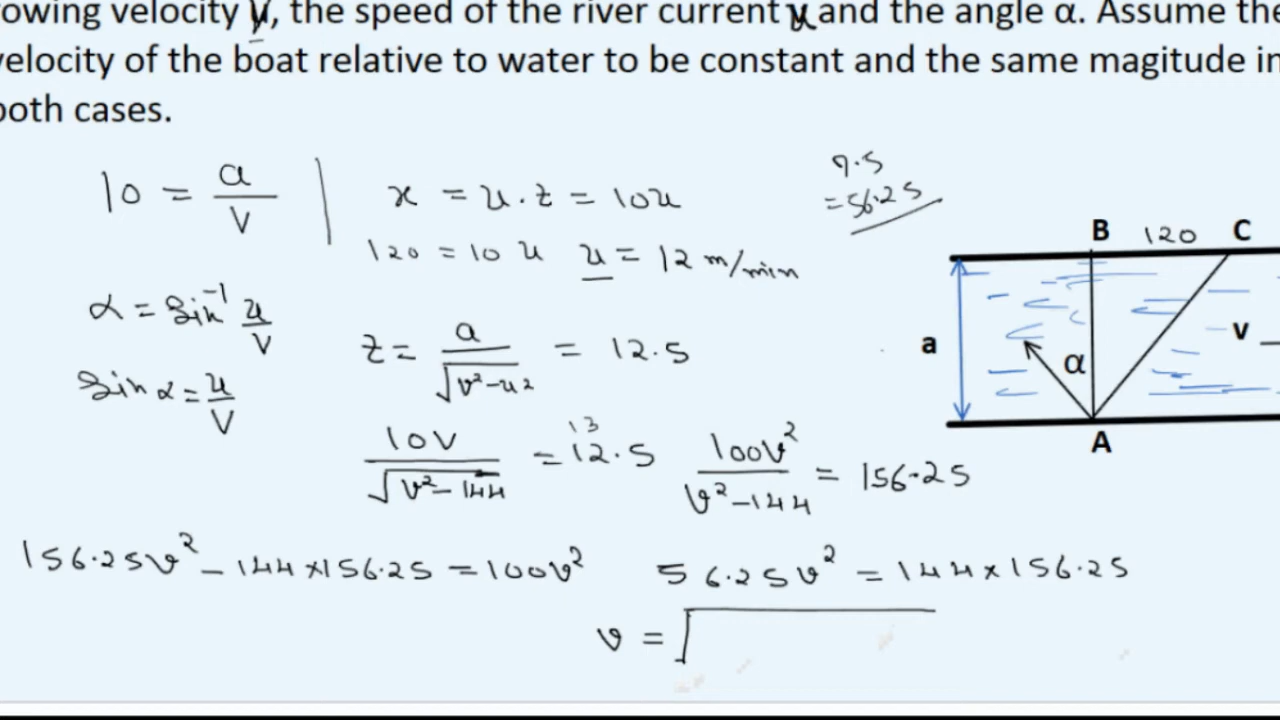 owing velocity v, the speed of the river current u and the angle α. Assume the
velocity of the boat relative to water to be constant and the same magitude in
both cases.
10 = a/v
x = u.z = 10u
7.5
= 56.25
120 = 10 u u = 12 m/min
α = Sin⁻¹ u/v
z = a/√v²-u² = 12.5
Sin α = u/v
10v/√v²-144 = 12.5
13
100v²/v²-144 = 156.25
156.25v² - 144×156.25 = 100v²
56.25v² = 144×156.25
v = √
B 120 C
a
α
v
A